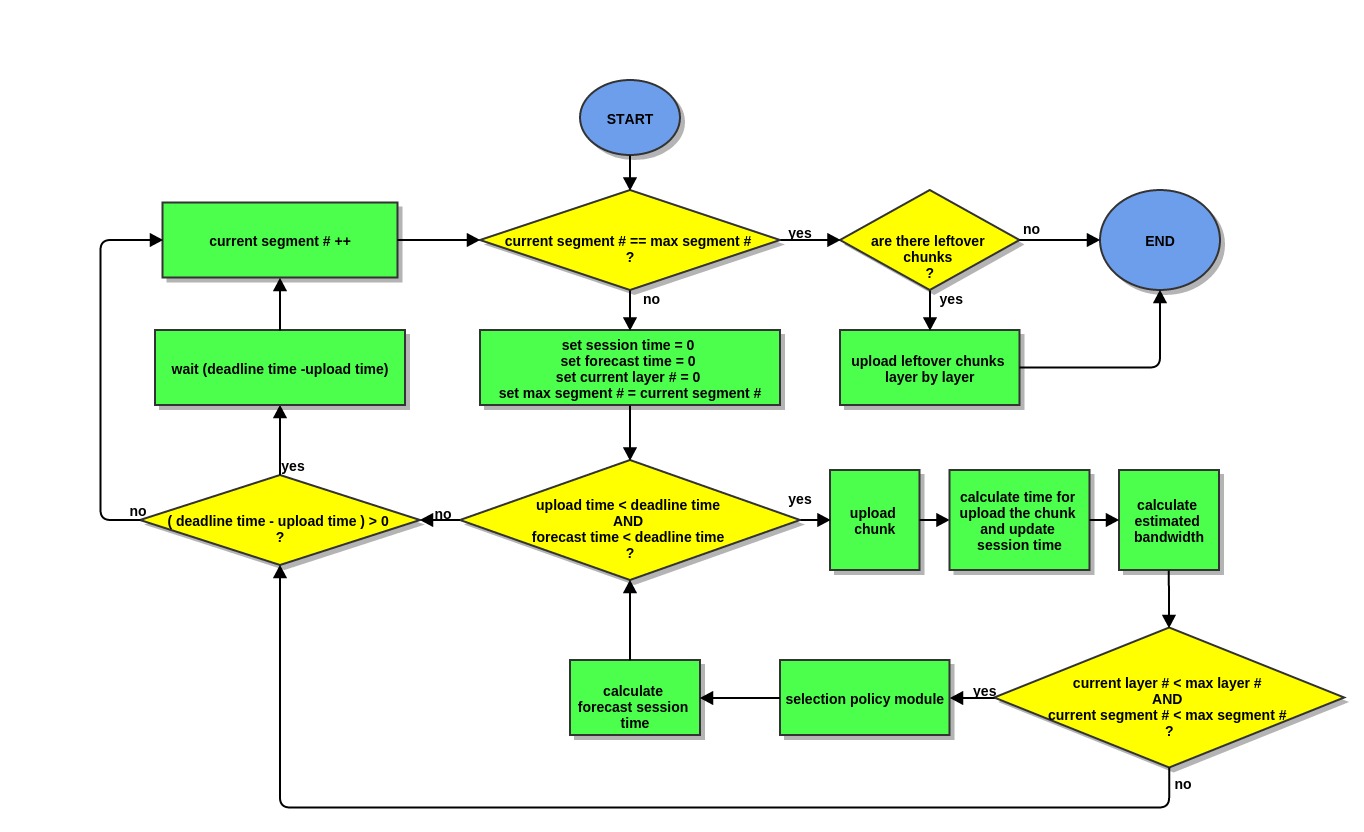 START
current segment # ++
current segment # == max segment #
?
yes
are there leftover
chunks
?
no
END
no
yes
wait (deadline time -upload time)
set session time = 0
set forecast time = 0
set current layer # = 0
set max segment # = current segment #
upload leftover chunks
layer by layer
yes
no
( deadline time - upload time ) > 0
?
no
upload time < deadline time
AND
forecast time < deadline time
?
yes
upload
chunk
calculate time for
upload the chunk
and update
session time
calculate
estimated
bandwidth
calculate
forecast session
time
selection policy module
yes
current layer # < max layer #
AND
current segment # < max segment #
?
no